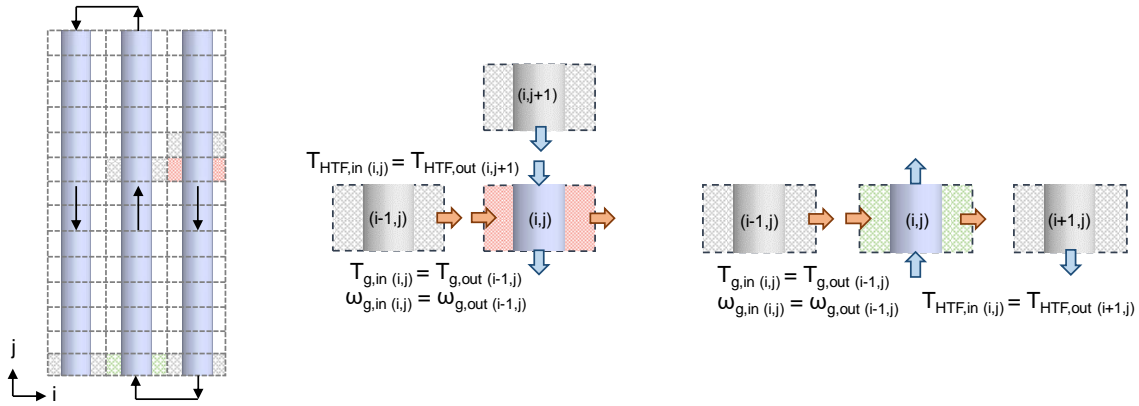 j
i
(i,j+1)
T_HTF,in (i,j) = T_HTF,out (i,j+1)
(i-1,j)
(i,j)
T_g,in (i,j) = T_g,out (i-1,j)
ω_g,in (i,j) = ω_g,out (i-1,j)
(i-1,j)
(i,j)
(i+1,j)
T_g,in (i,j) = T_g,out (i-1,j)
ω_g,in (i,j) = ω_g,out (i-1,j)
T_HTF,in (i,j) = T_HTF,out (i+1,j)